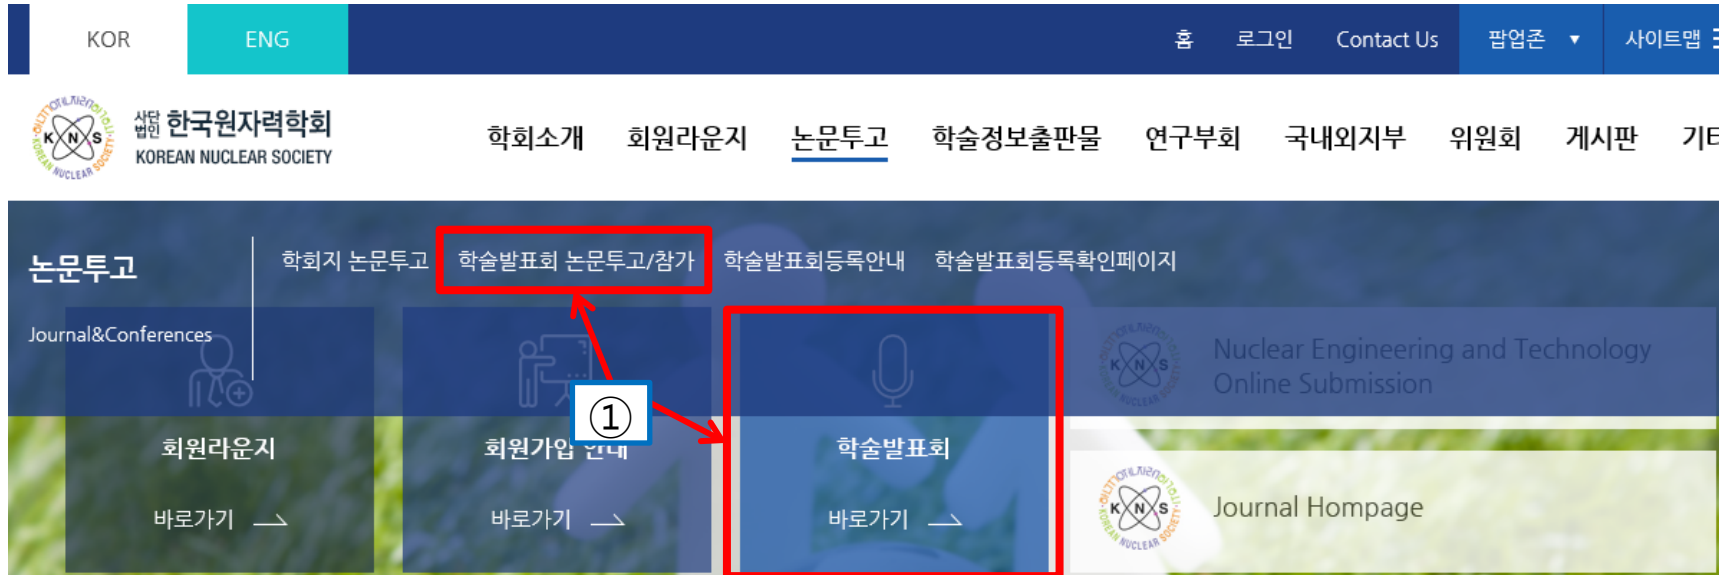 KOR ENG 홈 로그인 Contact Us 팝업존 ▼ 사이트맵
사단법인 한국원자력학회
KOREAN NUCLEAR SOCIETY
학회소개 회원라운지 논문투고 학술정보출판물 연구부회 국내외지부 위원회 게시판 기타
논문투고
Journal&Conferences
학회지 논문투고 학술발표회 논문투고/참가 학술발표회등록안내 학술발표회등록확인페이지
①
회원라운지
바로가기
회원가입 안내
바로가기
학술발표회
바로가기
KNS
Nuclear Engineering and Technology
Online Submission
KNS
Journal Hompage